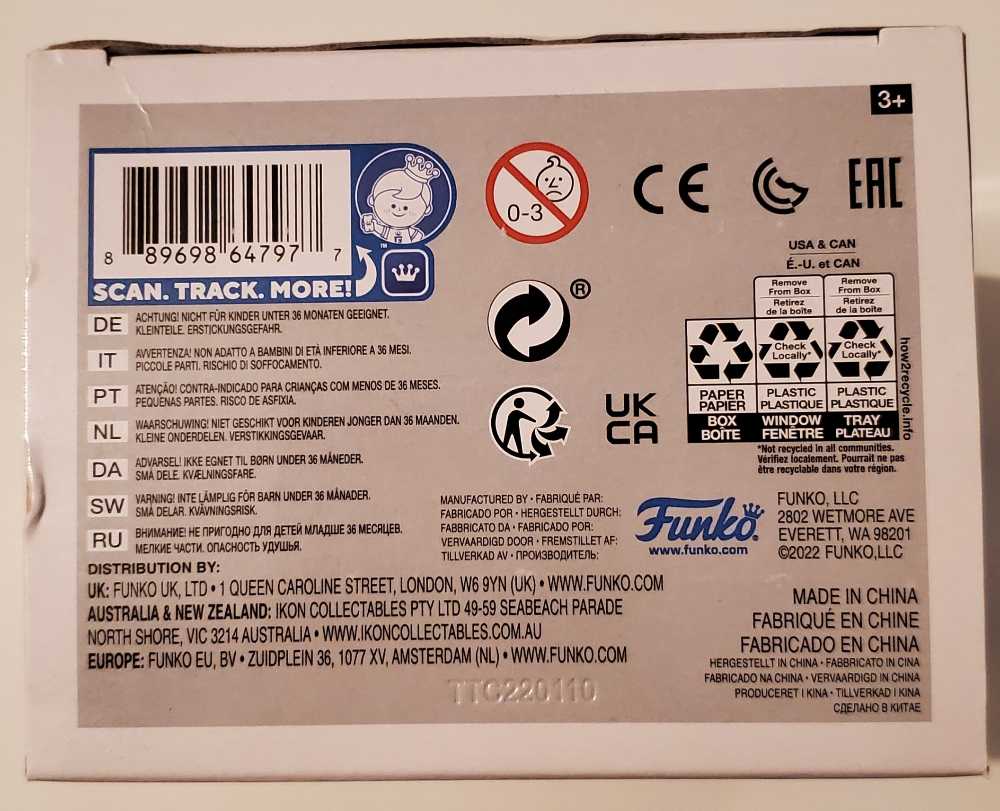 3+
8 89698 64797 7
SCAN. TRACK. MORE!
™
0-3
CE
EAC
®
UK
CA
USA & CAN
É.-U. et CAN
Remove From Box
Retirez de la boîte
Remove From Box
Retirez de la boîte
Check Locally*
Check Locally*
PAPER
PAPIER
PLASTIC
PLASTIQUE
PLASTIC
PLASTIQUE
BOX
BOÎTE
WINDOW
FENÊTRE
TRAY
PLATEAU
how2recycle.info
*Not recycled in all communities.
Vérifiez localement. Pourrait ne pas
être recyclable dans votre région.
DE ACHTUNG! NICHT FÜR KINDER UNTER 36 MONATEN GEEIGNET.
KLEINTEILE. ERSTICKUNGSGEFAHR.
IT AVVERTENZA! NON ADATTO A BAMBINI DI ETÀ INFERIORE A 36 MESI.
PICCOLE PARTI. RISCHIO DI SOFFOCAMENTO.
PT ATENÇÃO! CONTRA-INDICADO PARA CRIANÇAS COM MENOS DE 36 MESES.
PEQUENAS PARTES. RISCO DE ASFIXIA.
NL WAARSCHUWING! NIET GESCHIKT VOOR KINDEREN JONGER DAN 36 MAANDEN.
KLEINE ONDERDELEN. VERSTIKKINGSGEVAAR.
DA ADVARSEL! IKKE EGNET TIL BØRN UNDER 36 MÅNEDER.
SMÅ DELE. KVÆLNINGSFARE.
SW VARNING! INTE LÄMPLIG FÖR BARN UNDER 36 MÅNADER.
SMÅ DELAR. KVÄVNINGSRISK.
RU ВНИМАНИЕ! НЕ ПРИГОДНО ДЛЯ ДЕТЕЙ МЛАДШЕ 36 МЕСЯЦЕВ.
МЕЛКИЕ ЧАСТИ. ОПАСНОСТЬ УДУШЬЯ.
MANUFACTURED BY • FABRIQUÉ PAR:
FABRICADO POR • HERGESTELLT DURCH:
FABBRICATO DA • FABRICADO POR:
VERVAARDIGD DOOR • FREMSTILLET AF:
TILLVERKAD AV • ПРОИЗВОДИТЕЛЬ:
Funko®
www.funko.com
FUNKO, LLC
2802 WETMORE AVE
EVERETT, WA 98201
©2022 FUNKO,LLC
DISTRIBUTION BY:
UK: FUNKO UK, LTD • 1 QUEEN CAROLINE STREET, LONDON, W6 9YN (UK) • WWW.FUNKO.COM
AUSTRALIA & NEW ZEALAND: IKON COLLECTABLES PTY LTD 49-59 SEABEACH PARADE
NORTH SHORE, VIC 3214 AUSTRALIA • WWW.IKONCOLLECTABLES.COM.AU
EUROPE: FUNKO EU, BV • ZUIDPLEIN 36, 1077 XV, AMSTERDAM (NL) • WWW.FUNKO.COM
MADE IN CHINA
FABRIQUÉ EN CHINE
FABRICADO EN CHINA
HERGESTELLT IN CHINA • FABBRICATO IN CINA
FABRICADO NA CHINA • VERVAARDIGD IN CHINA
PRODUCERET I KINA • TILLVERKAD I KINA
СДЕЛАНО В КИТАЕ
TTC220110